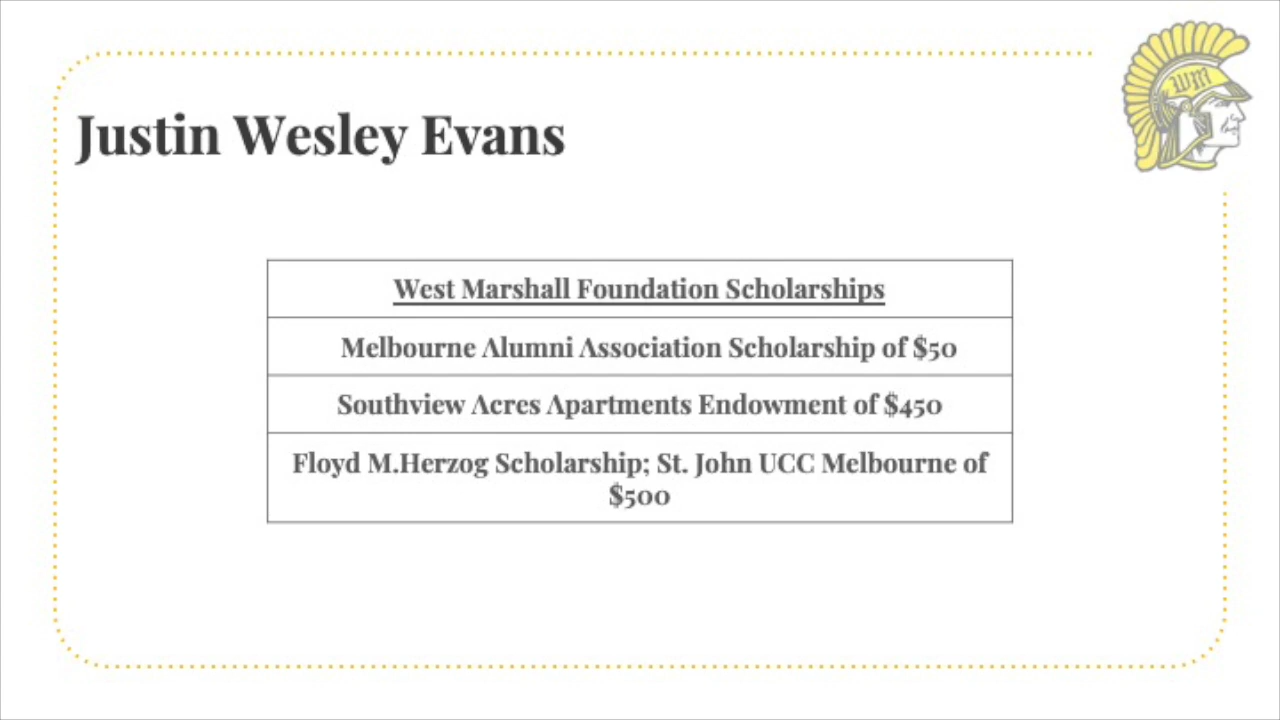 WM
Justin Wesley Evans
West Marshall Foundation Scholarships
Melbourne Alumni Association Scholarship of $50
Southview Acres Apartments Endowment of $450
Floyd M.Herzog Scholarship; St. John UCC Melbourne of
$500